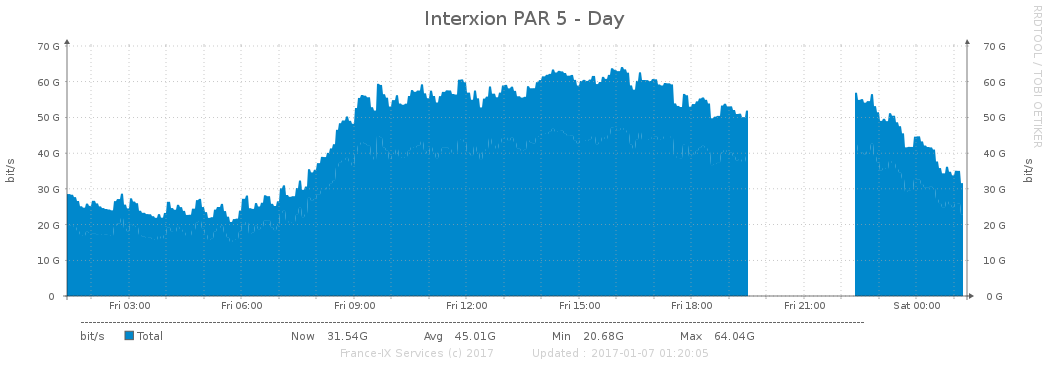 Interxion PAR 5 - Day
RRDTOOL / TOBI OETIKER
bit/s
70 G 70 G
60 G 60 G
50 G 50 G
40 G 40 G
30 G 30 G
20 G 20 G
10 G 10 G
0 0 G
bit/s
Fri 03:00 Fri 06:00 Fri 09:00 Fri 12:00 Fri 15:00 Fri 18:00 Fri 21:00 Sat 00:00
bit/s Total Now 31.54G Avg 45.01G Min 20.68G Max 64.04G
France-IX Services (c) 2017 Updated : 2017-01-07 01:20:05